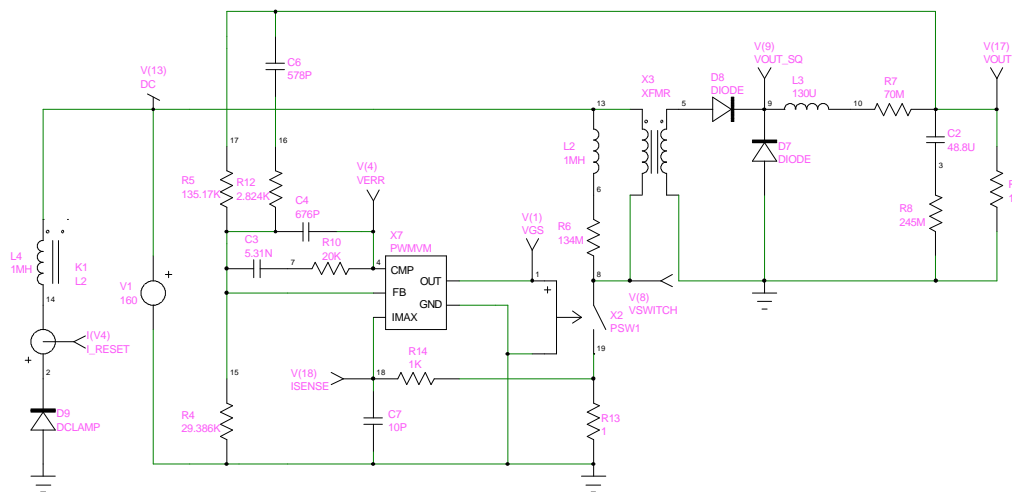 C6
578P
V(13)
DC
V(9)
VOUT_SQ
V(17)
VOUT
X3
XFMR
D8
DIODE
L3
130U
R7
70M
13
5
9
10
L2
1MH
C2
48.8U
D7
DIODE
17
16
3
R5
135.17K
R12
2.824K
V(4)
VERR
6
R
1
C4
676P
R6
134M
R8
245M
V(1)
VGS
C3
5.31N
R10
20K
X7
PWMVM
L4
1MH
K1
L2
7
4
CMP
OUT
FB
GND
IMAX
1
8
V1
160
14
V(8)
VSWITCH
X2
PSW1
I(V4)
I_RESET
R14
1K
19
2
15
V(18)
ISENSE
18
D9
DCLAMP
R4
29.386K
C7
10P
R13
1